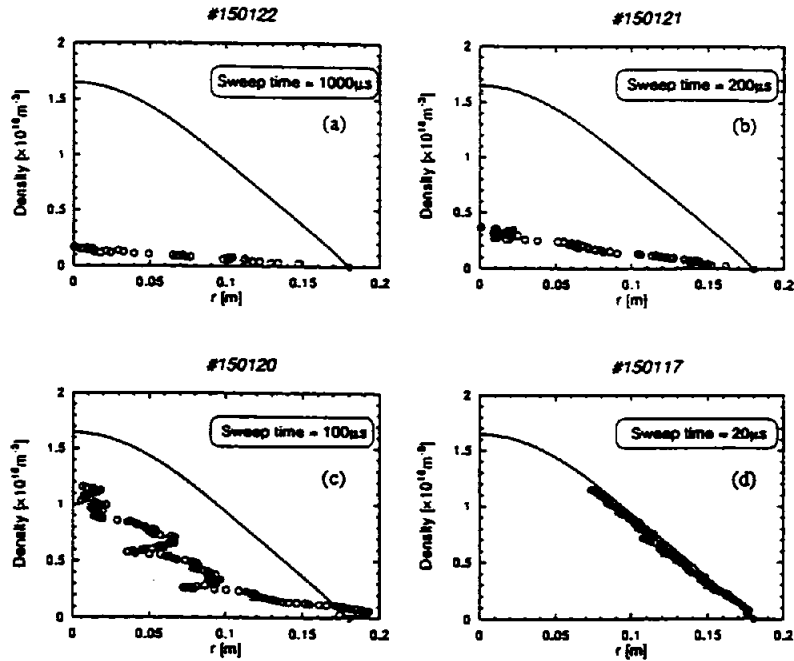 #150122
2
1.5
1
0.5
0
Density [×10¹⁸m⁻³]
Sweep time = 1000μs
(a)
0 0.05 0.1 0.15 0.2
r [m]
#150121
2
1.5
1
0.5
0
Density [×10¹⁸m⁻³]
Sweep time = 200μs
(b)
0 0.05 0.1 0.15 0.2
r [m]
#150120
2
1.5
1
0.5
0
Density [×10¹⁸m⁻³]
Sweep time = 100μs
(c)
0 0.05 0.1 0.15 0.2
r [m]
#150117
2
1.5
1
0.5
0
Density [×10¹⁸m⁻³]
Sweep time = 20μs
(d)
0 0.05 0.1 0.15 0.2
r [m]